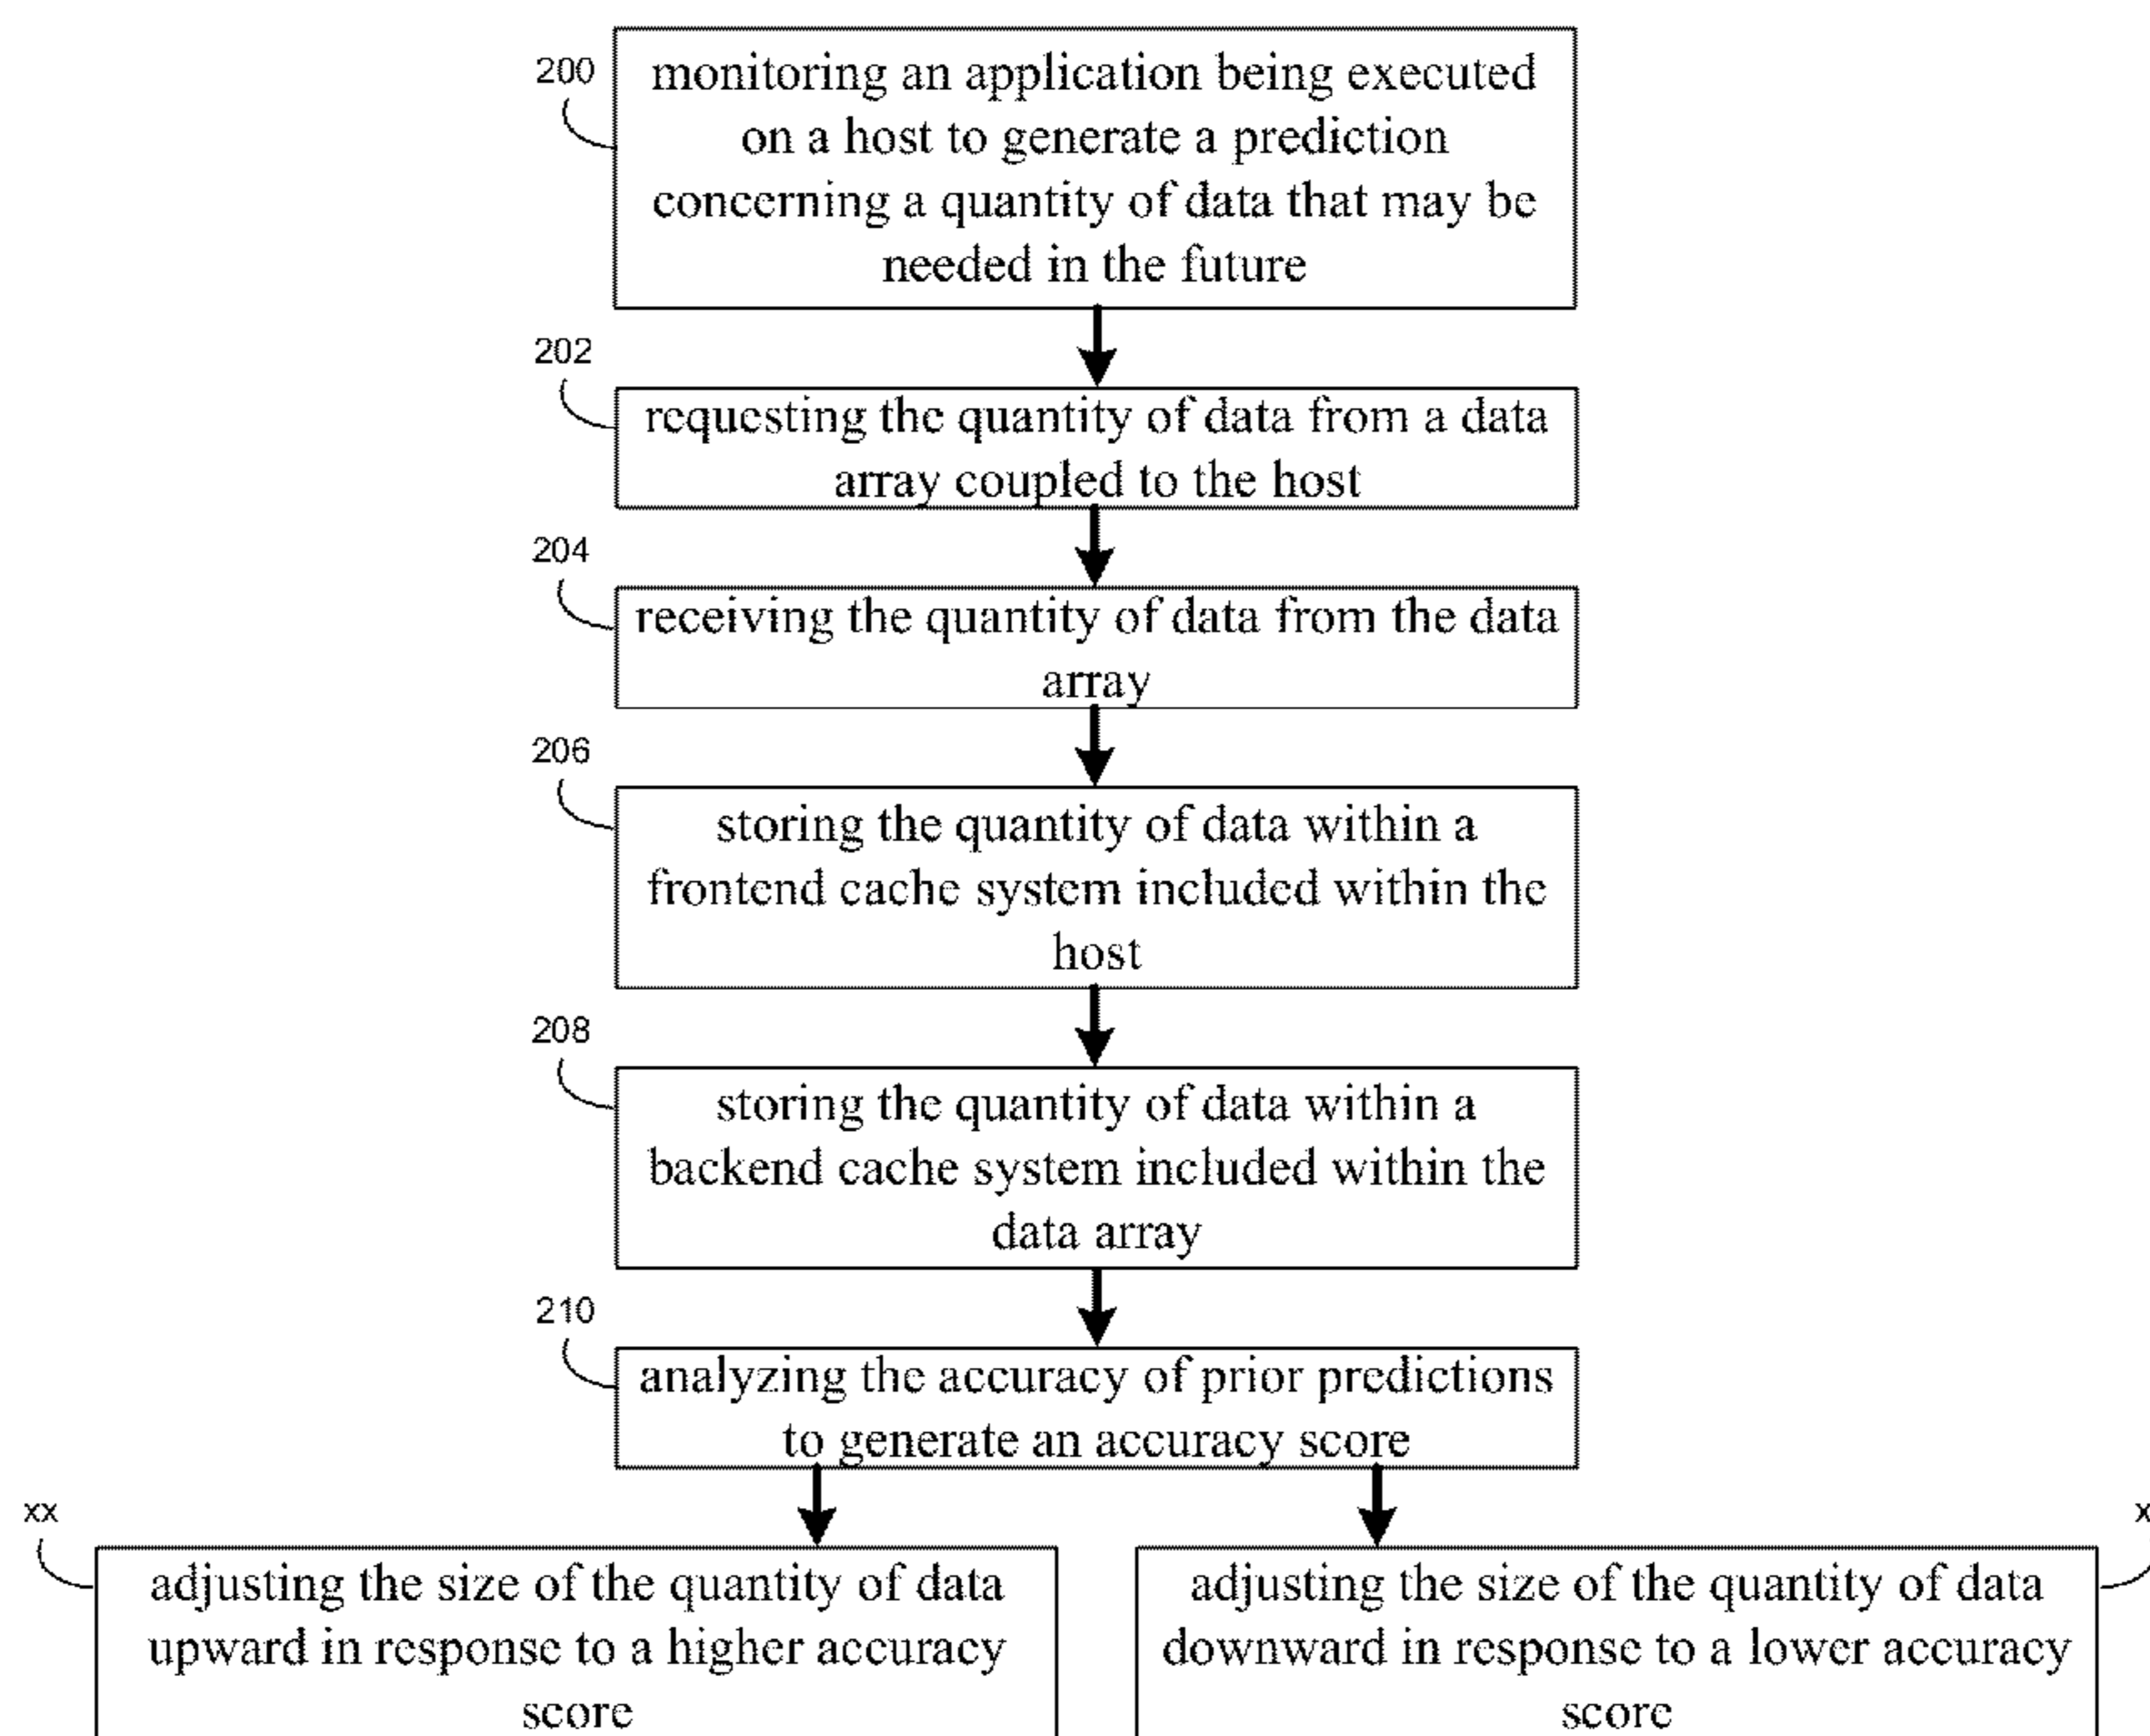 200
monitoring an application being executed
on a host to generate a prediction
concerning a quantity of data that may be
needed in the future
202
requesting the quantity of data from a data
array coupled to the host
204
receiving the quantity of data from the data
array
206
storing the quantity of data within a
frontend cache system included within the
host
208
storing the quantity of data within a
backend cache system included within the
data array
210
analyzing the accuracy of prior predictions
to generate an accuracy score
xx
adjusting the size of the quantity of data
upward in response to a higher accuracy
score
adjusting the size of the quantity of data
downward in response to a lower accuracy
score